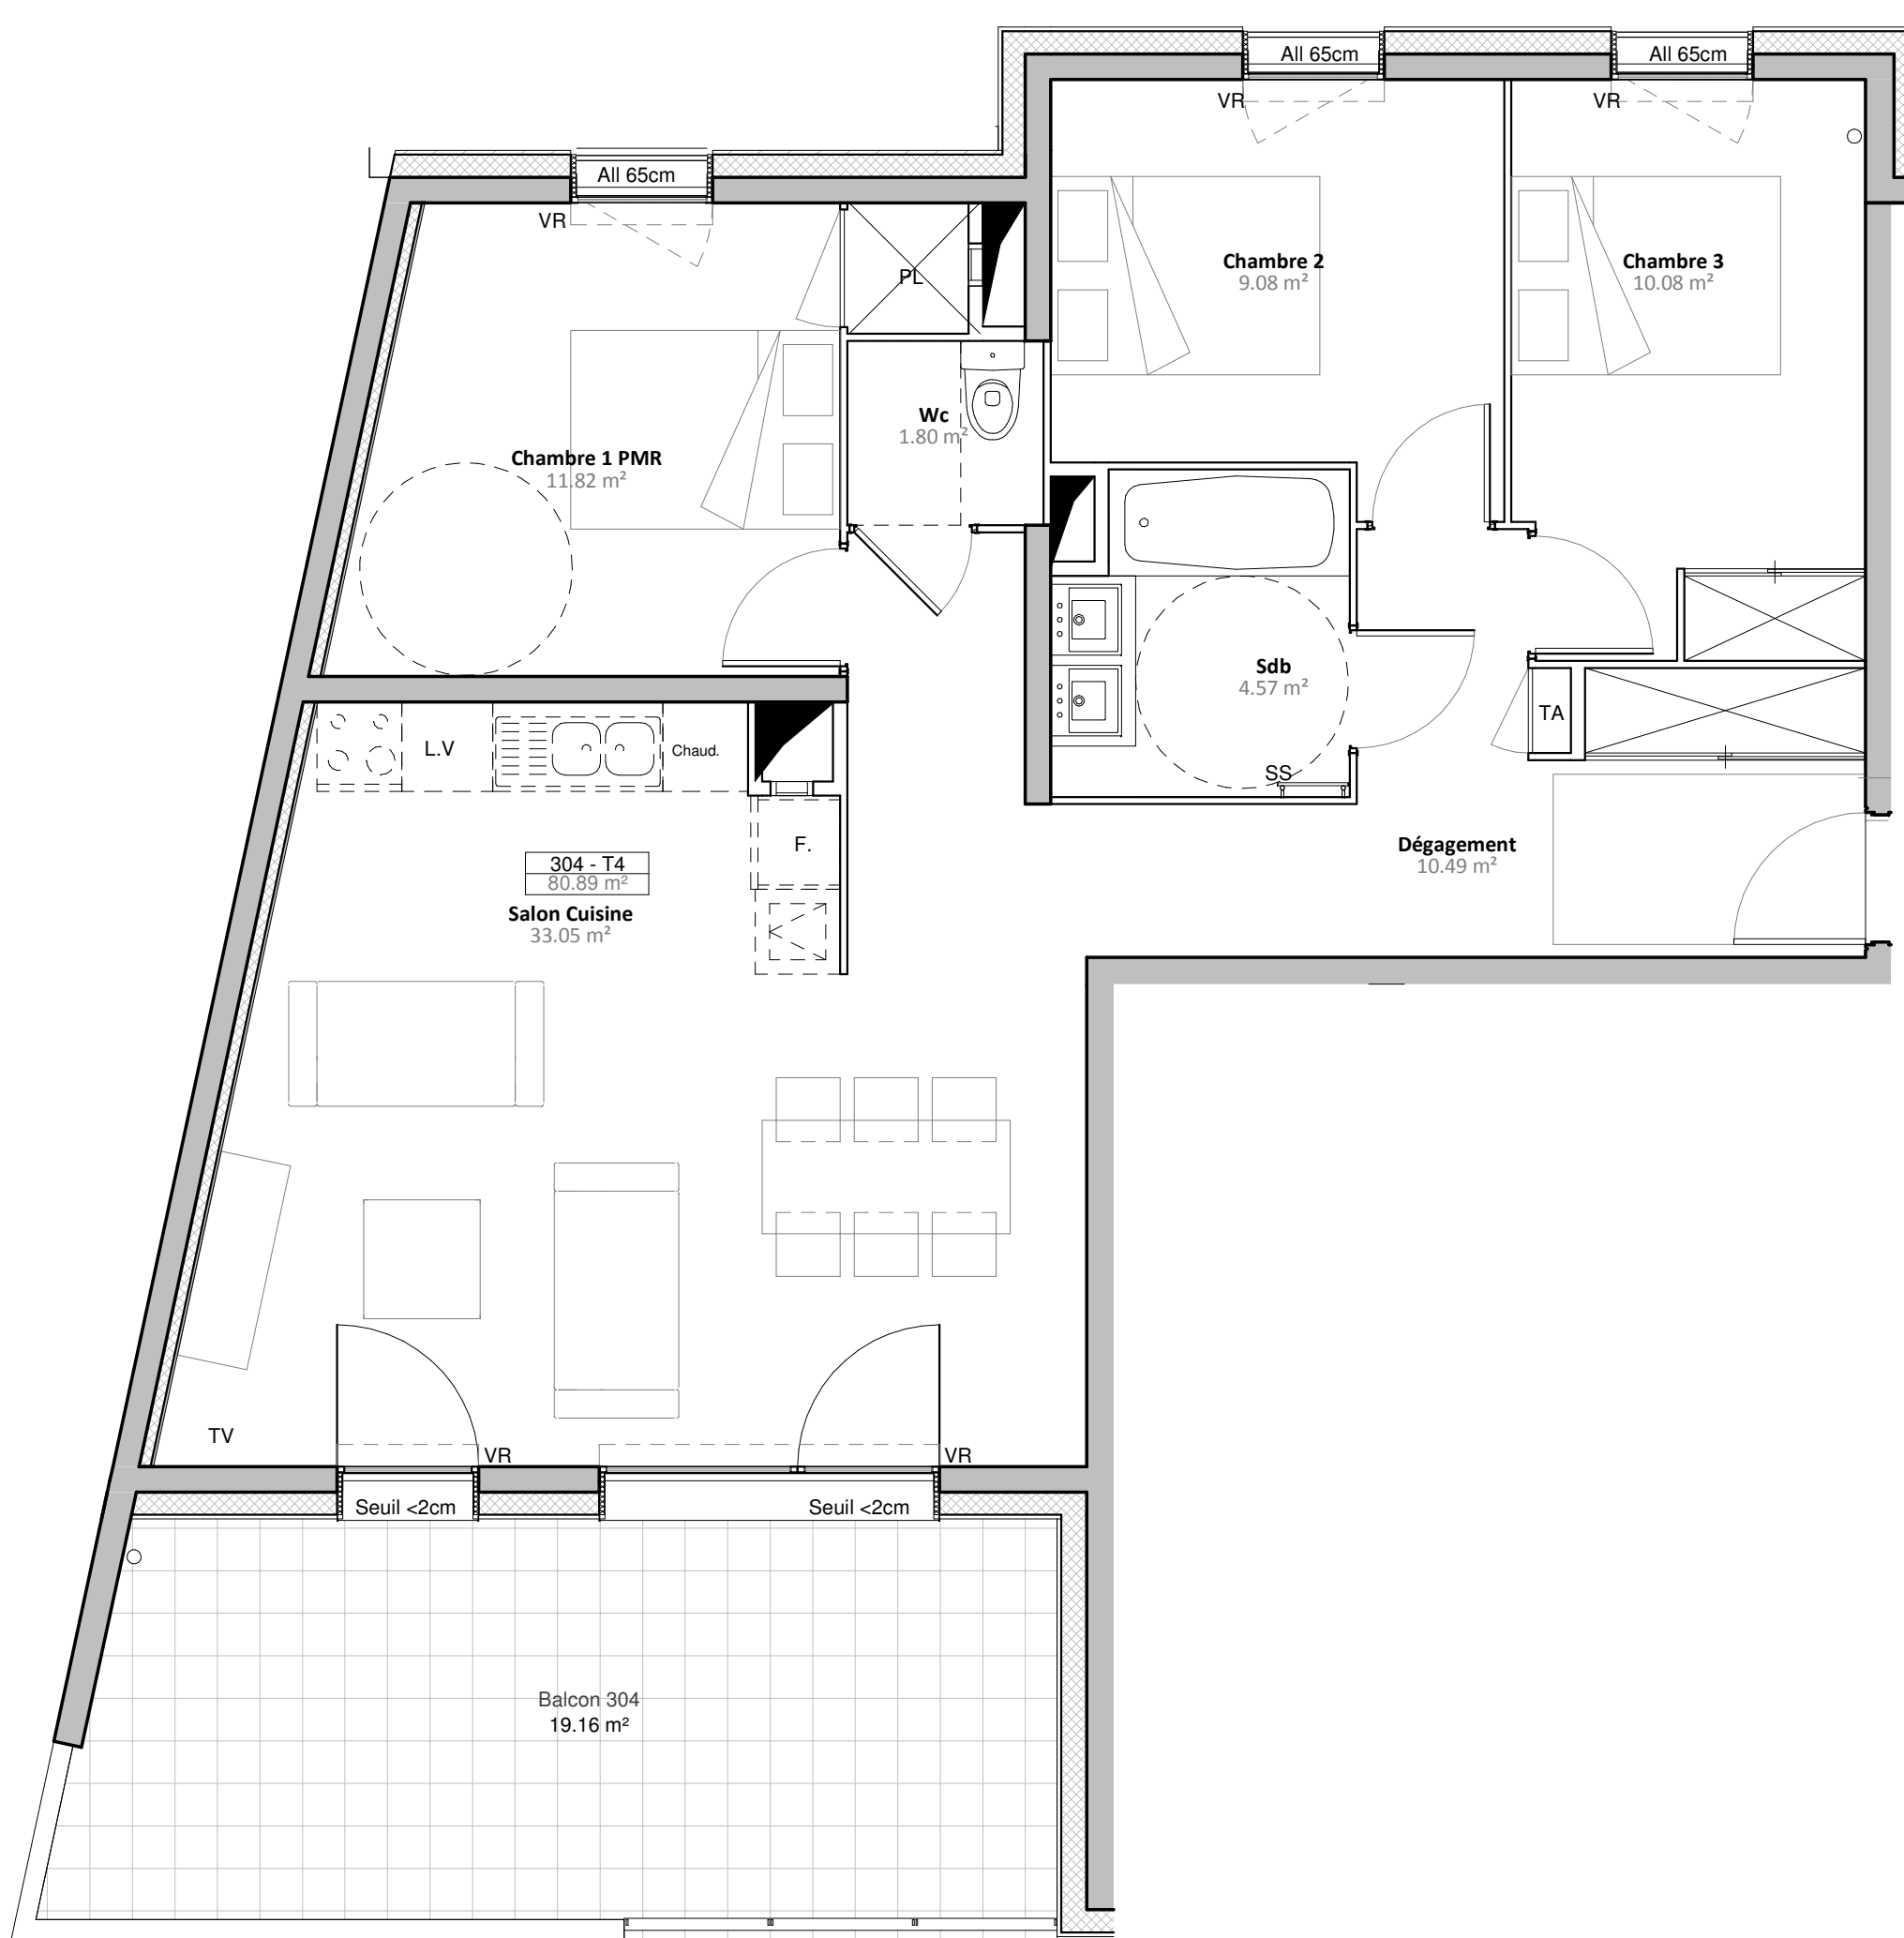 All 65cm
All 65cm
VR
VR
All 65cm
VR
PL
Chambre 2
9.08 m²
Chambre 3
10.08 m²
Wc
1.80 m²
Chambre 1 PMR
11.82 m²
Sdb
4.57 m²
TA
L.V
Chaud.
SS
F.
Dégagement
10.49 m²
304 - T4
80.89 m²
Salon Cuisine
33.05 m²
TV
VR
VR
Seuil <2cm
Seuil <2cm
Balcon 304
19.16 m²